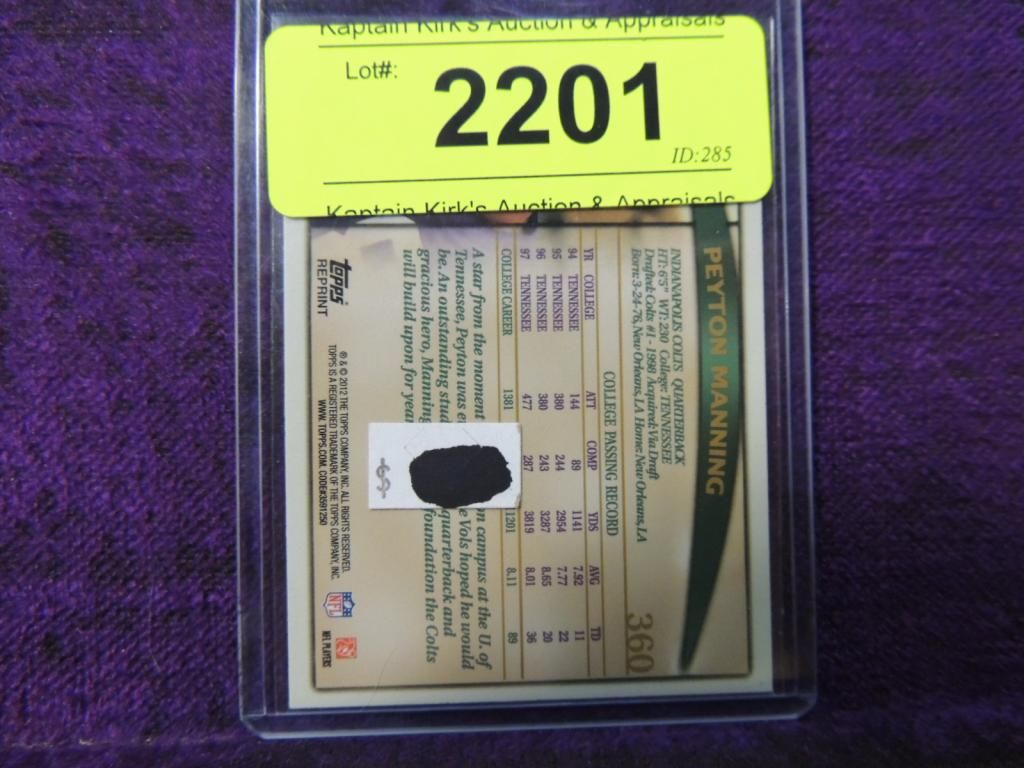 Kaptain Kirk's Auction & Appraisals
Lot#:
2201
ID:285
Kaptain Kirk's Auction & Appraisals
PEYTON MANNING
360
INDIANAPOLIS COLTS QUARTERBACK
HT: 6'5" WT: 230 College: TENNESSEE
Drafted: Colts #1 - 1998 Acquired: Via Draft
Born: 3-24-76, New Orleans, LA Home: New Orleans, LA
COLLEGE PASSING RECORD
YR COLLEGE ATT COMP YDS AVG TD
94 TENNESSEE 144 89 1141 7.92 11
95 TENNESSEE 380 244 2954 7.77 22
96 TENNESSEE 380 243 3287 8.65 20
97 TENNESSEE 477 287 3819 8.01 36
COLLEGE CAREER 1381 11201 8.11 89
A star from the moment on campus at the U. of
Tennessee, Peyton was e Vols hoped he would
be. An outstanding stud quarterback and
gracious hero, Manning foundation the Colts
will build upon for year
topps
REPRINT
® & © 2012 THE TOPPS COMPANY, INC. ALL RIGHTS RESERVED.
TOPPS IS A REGISTERED TRADEMARK OF THE TOPPS COMPANY, INC.
WWW.TOPPS.COM. CODE#3591250
NFL
NFL PLAYERS